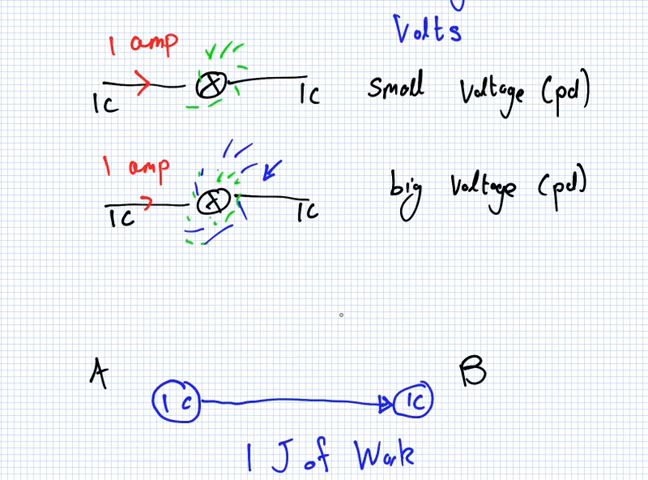 Volts
1 amp
1C 1C small voltage (pd)
1 amp
1C 1C big voltage (pd)
A B
1 C 1C
1 J of Work